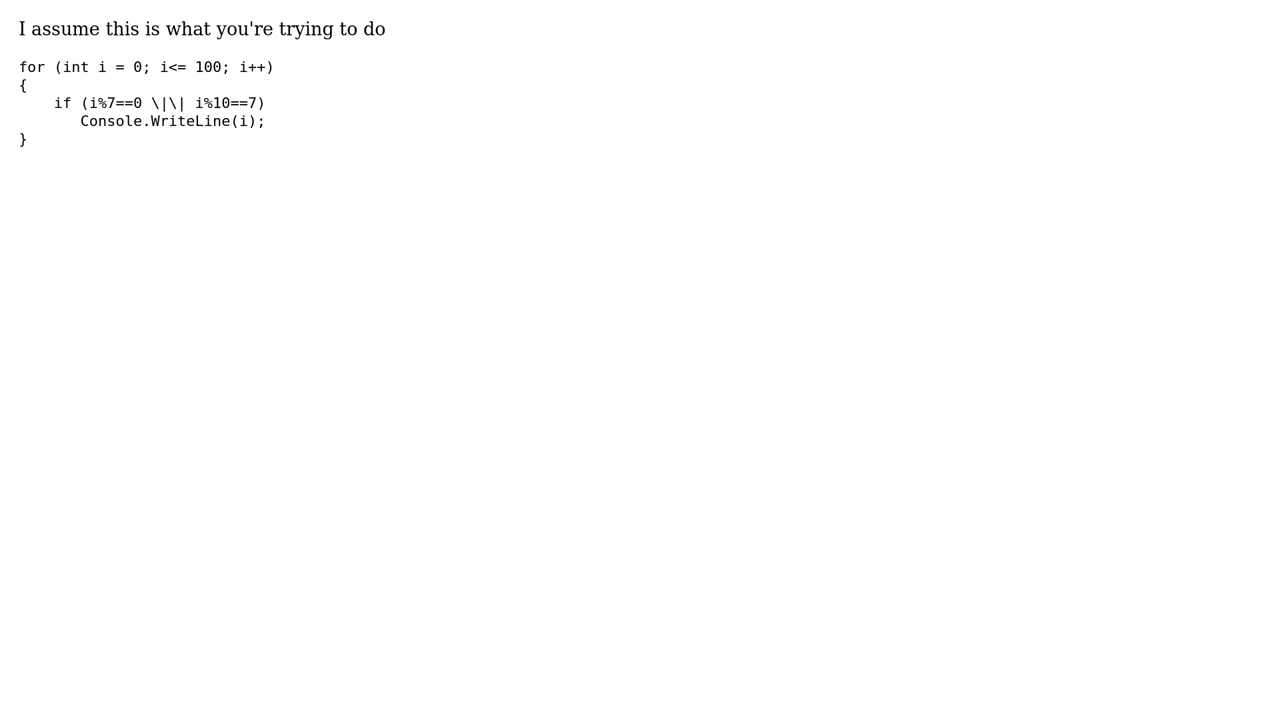 I assume this is what you're trying to do
for (int i = 0; i<= 100; i++)
{
    if (i%7==0 \|\| i%10==7)
       Console.WriteLine(i);
}